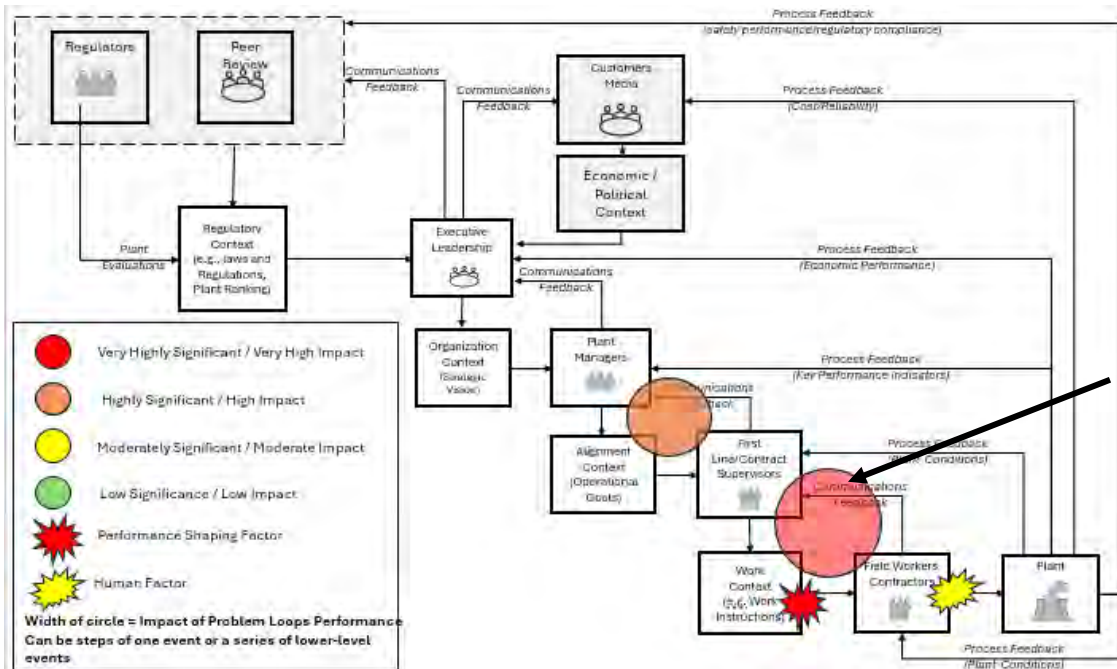 Process Feedback
(safety performance/regulatory compliance)
Regulators
Peer
Review
Communications
Feedback
Communications
Feedback
Customers
Media
Process Feedback
(Cost/Reliability)
Economic /
Political
Context
Plant
Evaluations
Regulatory
Context
(e.g., Laws and
Regulations,
Plant Ranking)
Executive
Leadership
Process Feedback
(Economic Performance)
Communications
Feedback
Organization
Context
(Strategic
Vision)
Plant
Managers
Process Feedback
(Key Performance Indicators)
Alignment
Context
(Operational
Goals)
First
Line/Contract
Supervisors
Process Feedback
(Plant Conditions)
Communications
Feedback
Work
Context
(e.g. Work
Instructions)
Field Workers
Contractors
Plant
Process Feedback
(Plant Conditions)
Very Highly Significant / Very High Impact
Highly Significant / High Impact
Moderately Significant / Moderate Impact
Low Significance / Low Impact
Performance Shaping Factor
Human Factor
Width of circle = Impact of Problem Loops Performance
Can be steps of one event or a series of lower-level
events